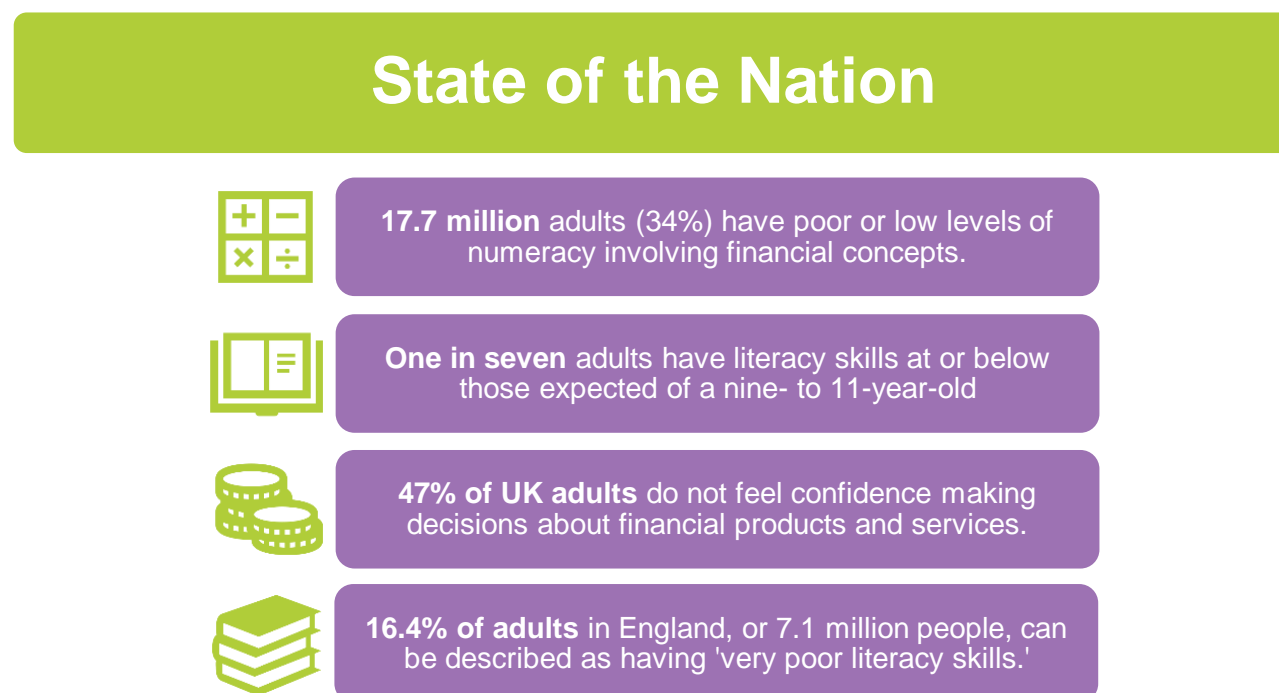 State of the Nation
17.7 million adults (34%) have poor or low levels of
numeracy involving financial concepts.
One in seven adults have literacy skills at or below
those expected of a nine- to 11-year-old
47% of UK adults do not feel confidence making
decisions about financial products and services.
16.4% of adults in England, or 7.1 million people, can
be described as having 'very poor literacy skills.'